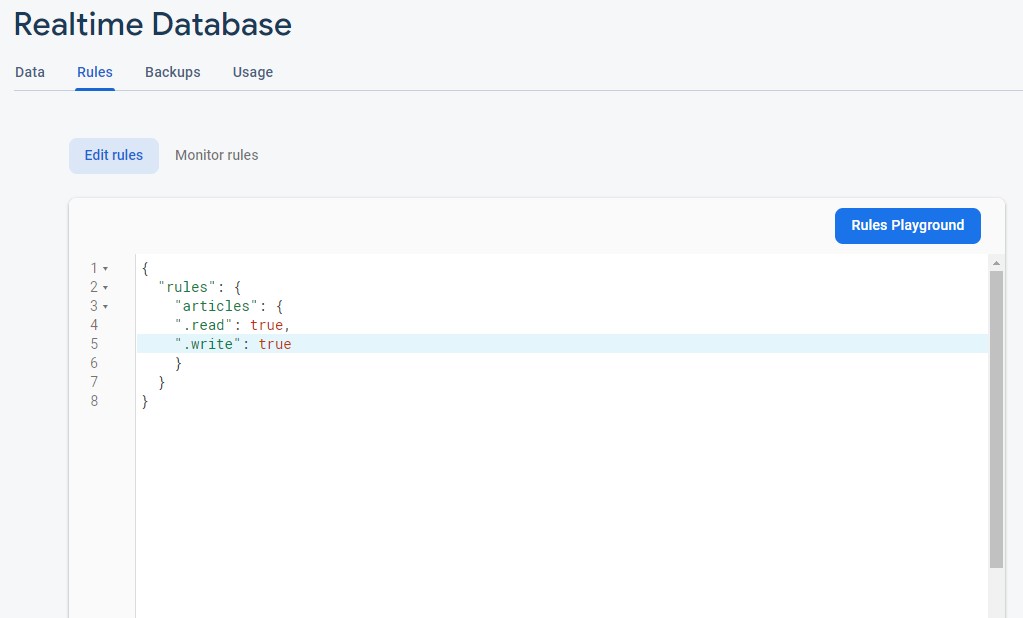 Realtime Database
Data Rules Backups Usage
Edit rules Monitor rules
Rules Playground
1 {
2 "rules": {
3 "articles": {
4 ".read": true,
5 ".write": true
6 }
7 }
8 }